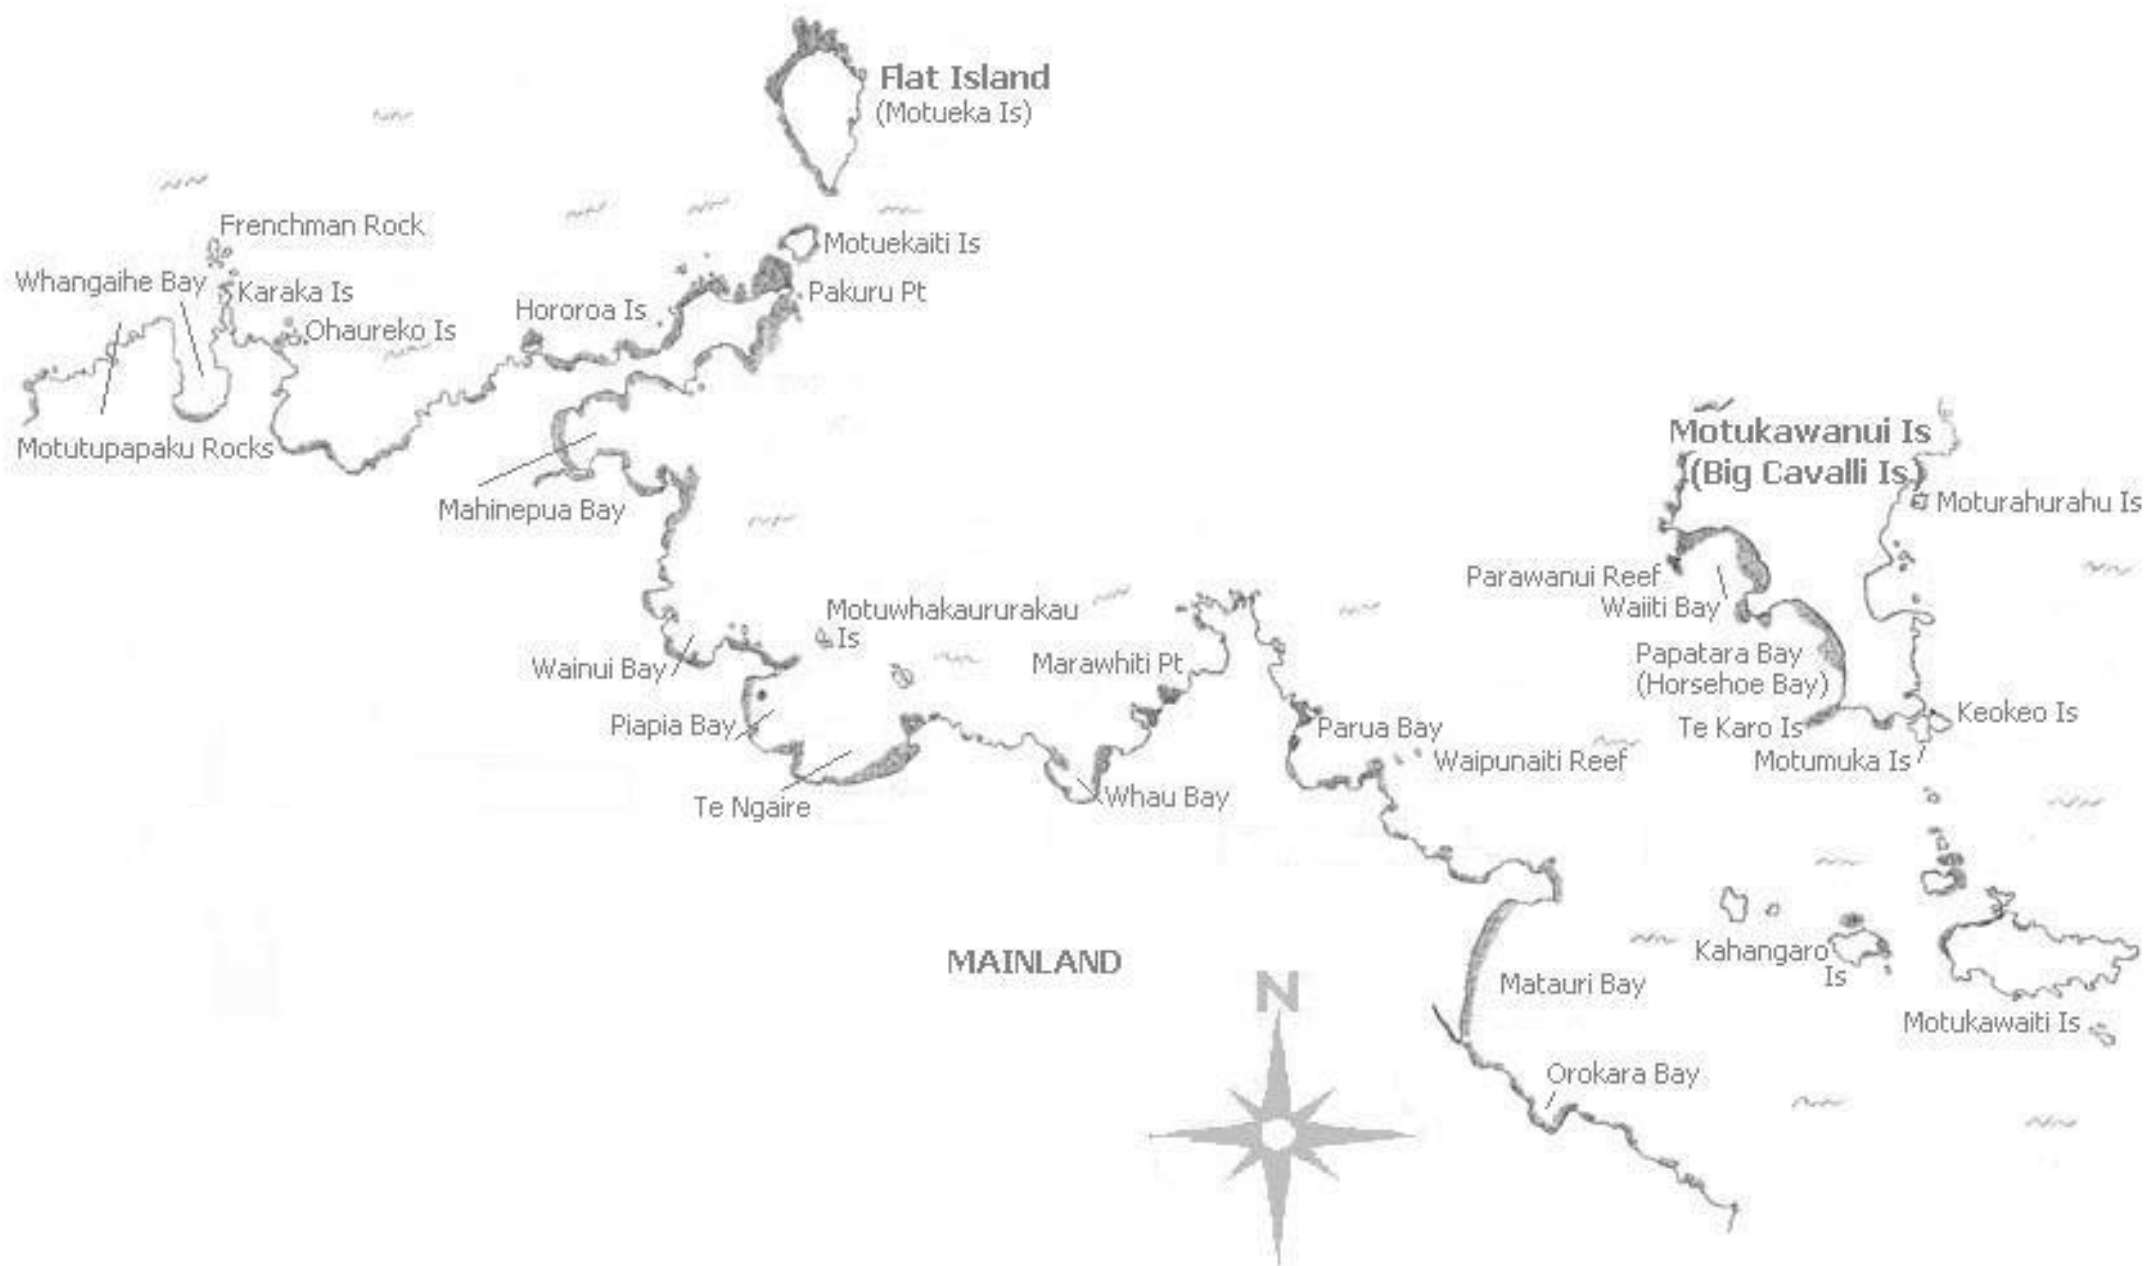 Flat Island
(Motueka Is)
Frenchman Rock
Motuekaiti Is
Whangaihe Bay
Karaka Is
Pakuru Pt
Hororoa Is
Ohaureko Is
Motukawanui Is
(Big Cavalli Is)
Motutupapaku Rocks
Moturahurahu Is
Mahinepua Bay
Parawanui Reef
Waiiti Bay
Motuwhakaururakau
Is
Papatara Bay
(Horsehoe Bay)
Marawhiti Pt
Wainui Bay
Keokeo Is
Piapia Bay
Parua Bay
Te Karo Is
Waipunaiti Reef
Motumuka Is
Te Ngaire
Whau Bay
MAINLAND
Kahangaro
Is
N
Matauri Bay
Motukawaiti Is
Orokara Bay